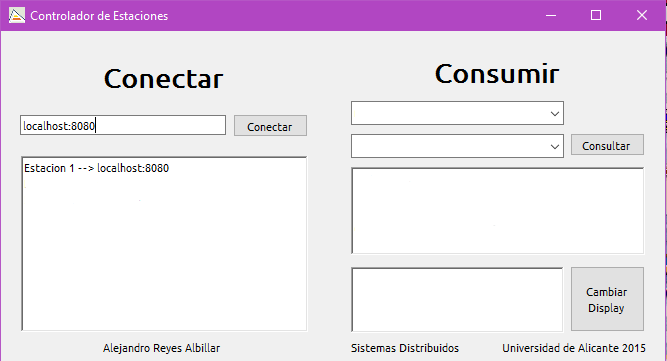 Controlador de Estaciones
Conectar
localhost:8080
Conectar
Estacion 1 --> localhost:8080
Consumir
Consultar
Cambiar
Display
Alejandro Reyes Albillar
Sistemas Distribuidos
Universidad de Alicante 2015